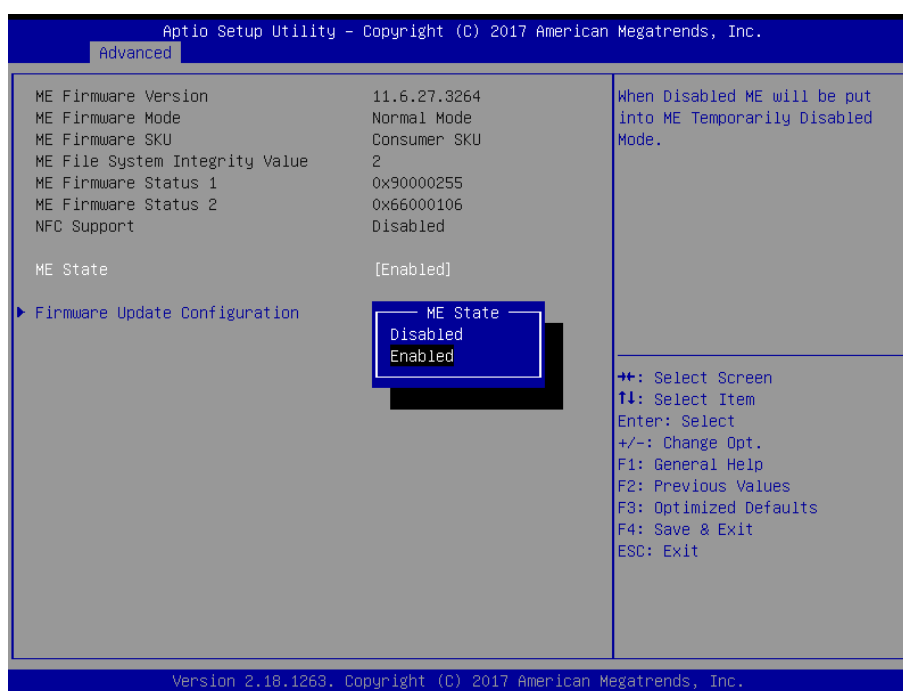 Aptio Setup Utility – Copyright (C) 2017 American Megatrends, Inc.
Advanced
ME Firmware Version 11.6.27.3264
ME Firmware Mode Normal Mode
ME Firmware SKU Consumer SKU
ME File System Integrity Value 2
ME Firmware Status 1 0x90000255
ME Firmware Status 2 0x66000106
NFC Support Disabled
ME State [Enabled]
Firmware Update Configuration
ME State
Disabled
Enabled
When Disabled ME will be put
into ME Temporarily Disabled
Mode.
→←: Select Screen
↑↓: Select Item
Enter: Select
+/-: Change Opt.
F1: General Help
F2: Previous Values
F3: Optimized Defaults
F4: Save & Exit
ESC: Exit
Version 2.18.1263. Copyright (C) 2017 American Megatrends, Inc.